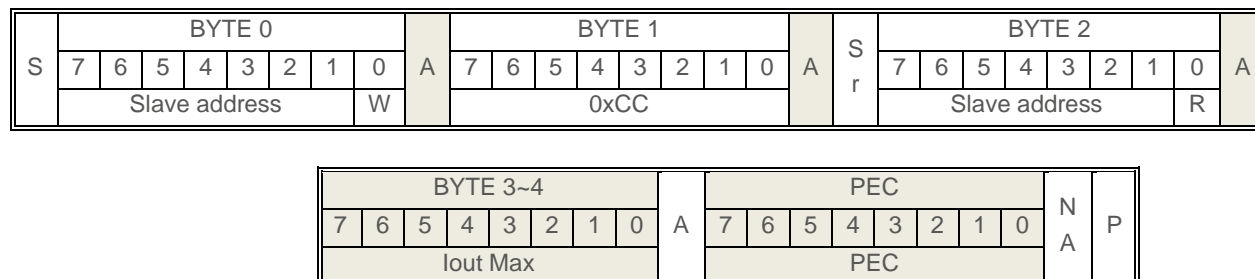 BYTE 0 BYTE 1 BYTE 2
S 7 6 5 4 3 2 1 0 A 7 6 5 4 3 2 1 0 A Sr 7 6 5 4 3 2 1 0 A
Slave address W 0xCC Slave address R
BYTE 3~4 PEC
7 6 5 4 3 2 1 0 A 7 6 5 4 3 2 1 0 NA P
Iout Max PEC